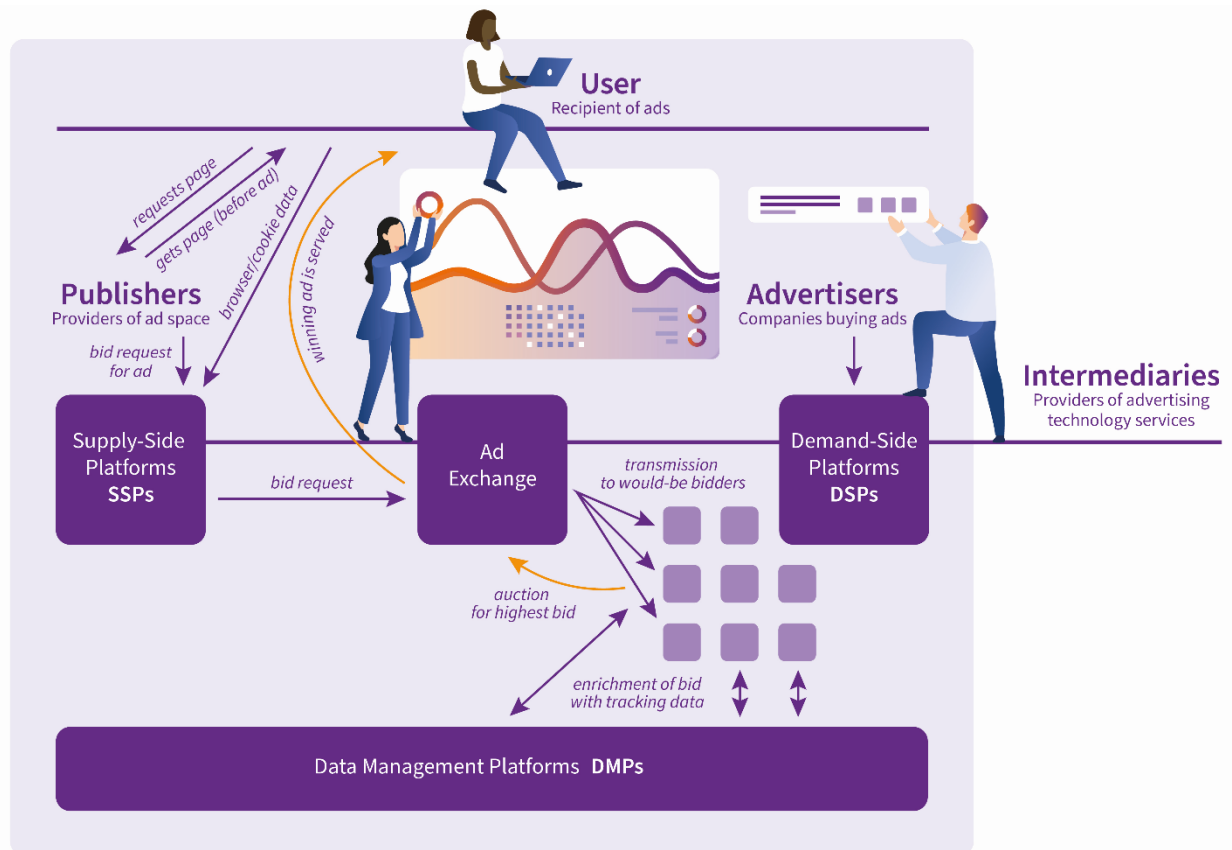 User
Recipient of ads
requests page
gets page (before ad)
browser/cookie data
winning ad is served
Publishers
Providers of ad space
Advertisers
Companies buying ads
bid request
for ad
Intermediaries
Providers of advertising
technology services
Supply-Side
Platforms
SSPs
bid request
Ad
Exchange
transmission
to would-be bidders
Demand-Side
Platforms
DSPs
auction
for highest bid
enrichment of bid
with tracking data
Data Management Platforms DMPs